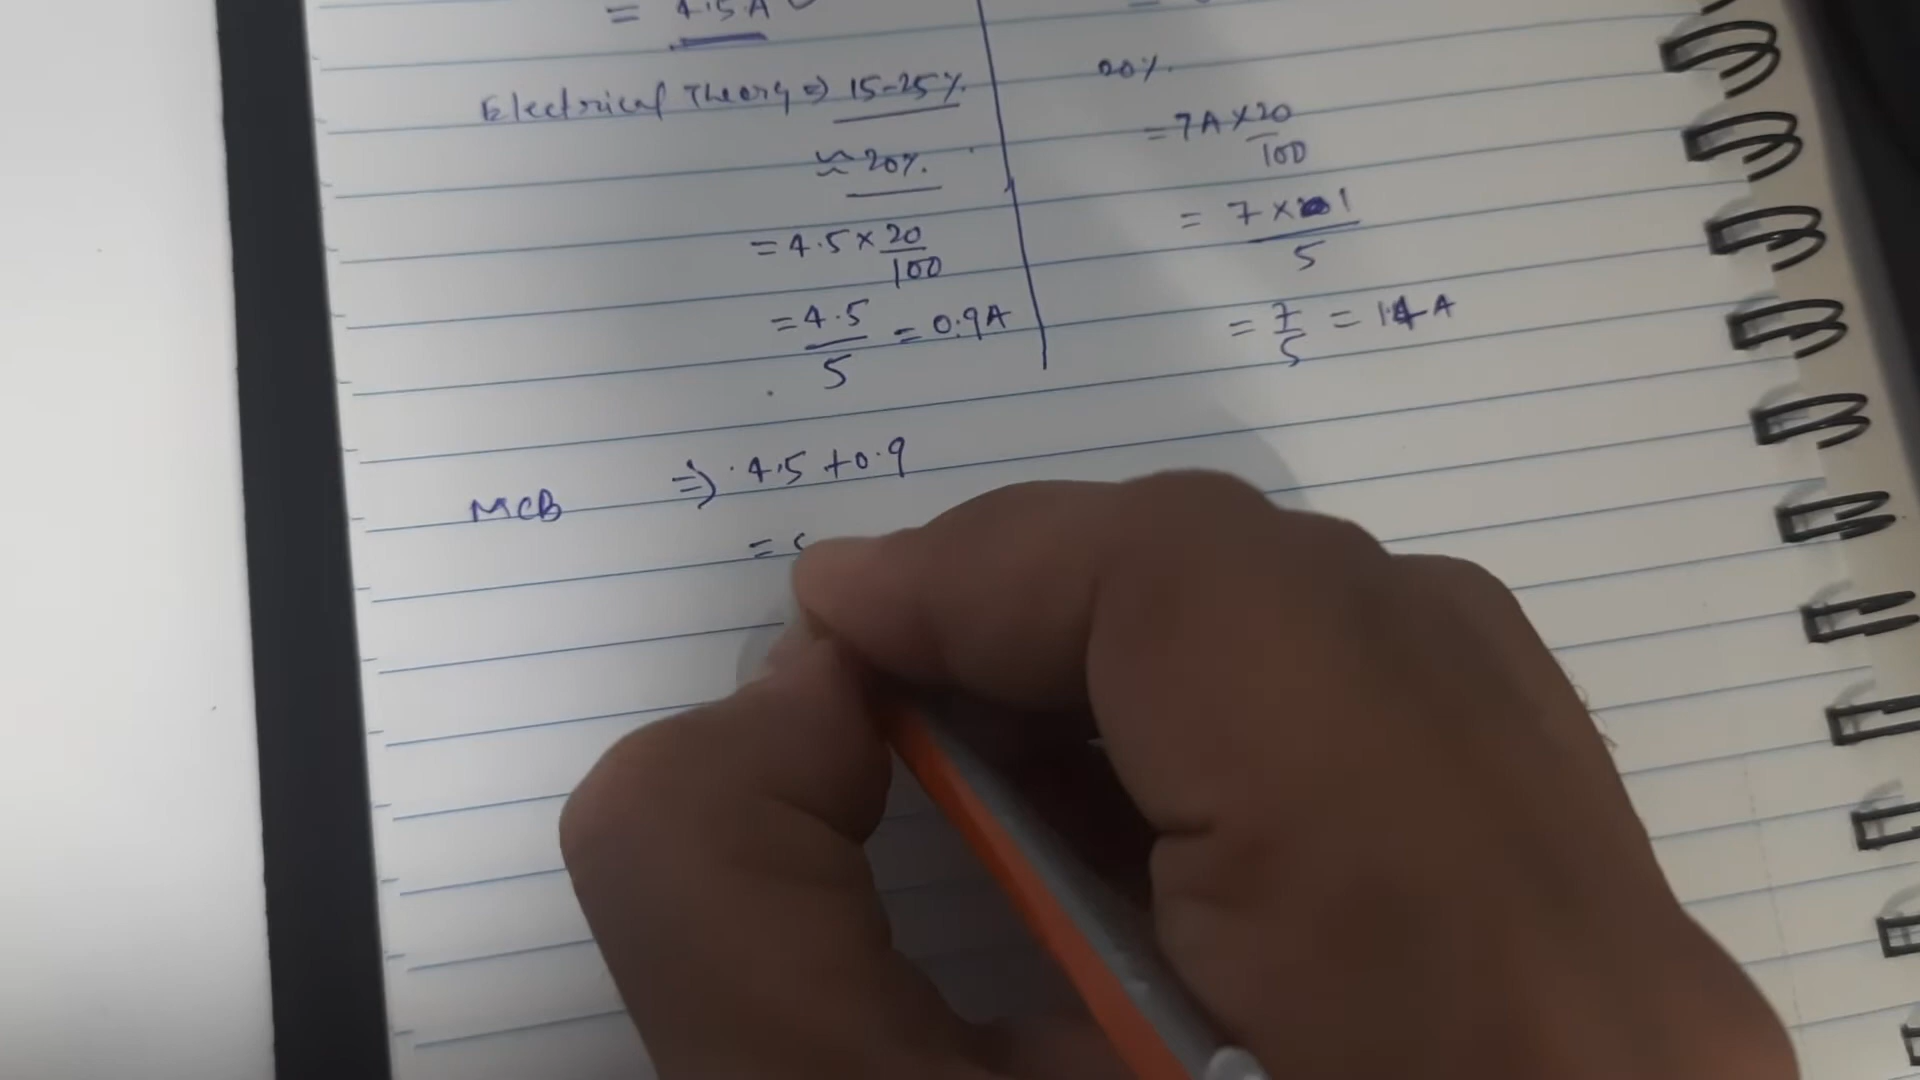 = 4.5A
Electrical Theory ⇒ 15-25%
≈ 20%.
= 4.5 × 20/100
= 4.5/5 = 0.9A
20%.
= 7A × 20/100
= 7 × 1/5
= 7/5 = 1.4 A
MCB ⇒ 4.5 + 0.9
=